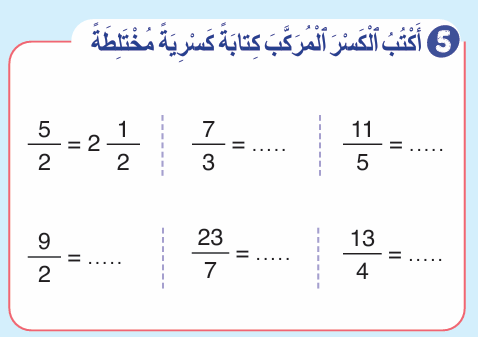 5 أَكْتُبُ ٱلْكَسْرَ ٱلْمُرَكَّبَ كِتابَةً كَسْرِيَةً مُخْتَلِطَةً
5/2 = 2 1/2   7/3 = .....   11/5 = .....
9/2 = .....   23/7 = .....   13/4 = .....